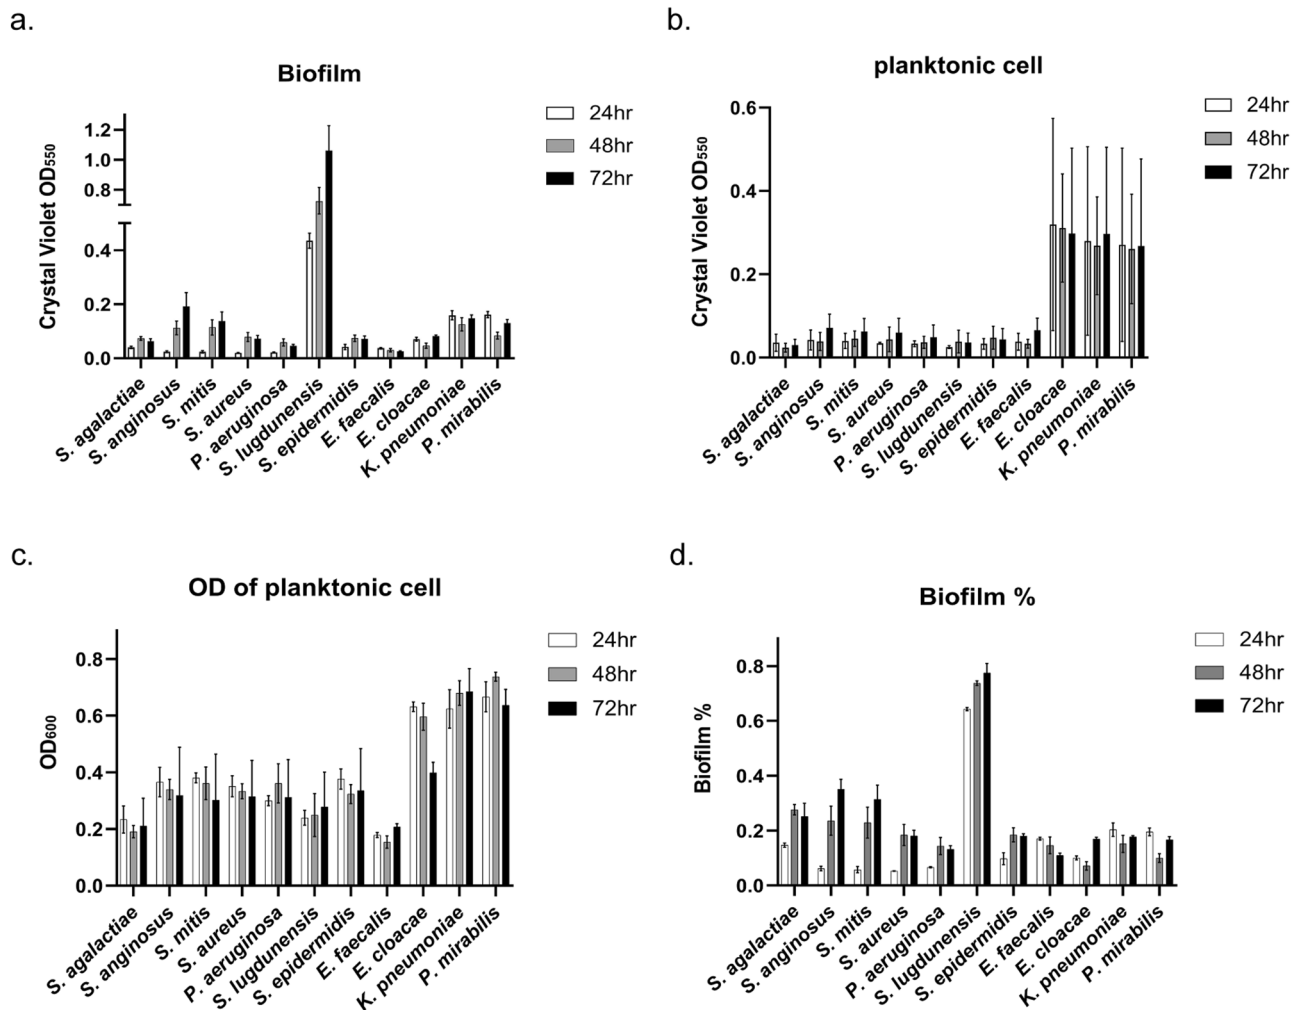 a.
Biofilm
Crystal Violet OD550
1.2
1.0
0.8
0.4
0.2
0.0
24hr
48hr
72hr
S. agalactiae
S. anginosus
S. mitis
S. aureus
P. aeruginosa
S. lugdunensis
S. epidermidis
E. faecalis
E. cloacae
K. pneumoniae
P. mirabilis
b.
planktonic cell
Crystal Violet OD550
0.6
0.4
0.2
0.0
24hr
48hr
72hr
S. agalactiae
S. anginosus
S. mitis
S. aureus
P. aeruginosa
S. lugdunensis
S. epidermidis
E. faecalis
E. cloacae
K. pneumoniae
P. mirabilis
c.
OD of planktonic cell
OD600
0.8
0.6
0.4
0.2
0.0
24hr
48hr
72hr
S. agalactiae
S. anginosus
S. mitis
S. aureus
P. aeruginosa
S. lugdunensis
S. epidermidis
E. faecalis
E. cloacae
K. pneumoniae
P. mirabilis
d.
Biofilm %
Biofilm %
0.8
0.6
0.4
0.2
0.0
24hr
48hr
72hr
S. agalactiae
S. anginosus
S. mitis
S. aureus
P. aeruginosa
S. lugdunensis
S. epidermidis
E. faecalis
E. cloacae
K. pneumoniae
P. mirabilis